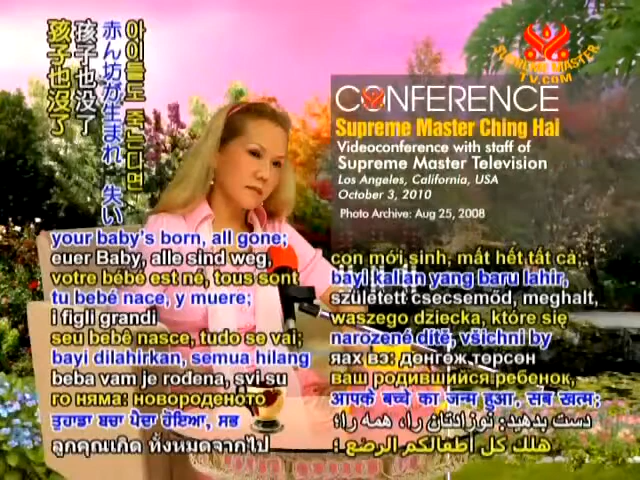 SUPREME MASTER
TV.COM
孩子也沒了
孩子也没了
赤ん坊が生まれ 失い
아이들도 죽는다면
CONFERENCE
Supreme Master Ching Hai
Videoconference with staff of
Supreme Master Television
Los Angeles, California, USA
October 3, 2010
Photo Archive: Aug 25, 2008
your baby's born, all gone;
euer Baby, alle sind weg,
votre bébé est né, tous sont
tu bebé nace, y muere;
i figli grandi
seu bebê nasce, tudo se vai;
bayi dilahirkan, semua hilang
beba vam je rođena, svi su
го няма: новороденото
ਤੁਹਾਡਾ ਬਚਾ ਪੈਦਾ ਹੋਇਆ, ਸਭ
ลูกคุณเกิด ทั้งหมดจากไป
con mới sinh, mất hết tất cả;
bayi kalian yang baru lahir,
született csecsemőd, meghalt,
waszego dziecka, które się
narozené dítě, všichni by
яах вэ: дөнгөж төрсөн
ваш родившийся ребенок,
आपके बच्चे का जन्म हुआ, सब खत्म;
دست بدهید: نوزادتان را، همه را؛
هلك كل أطفالكم الرضع؛